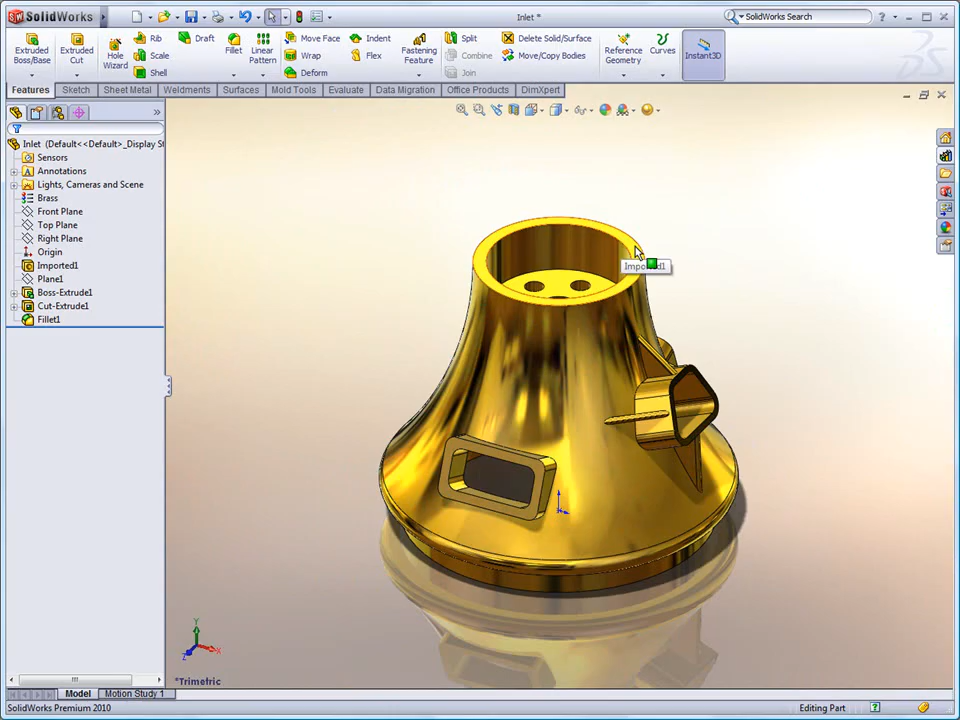 SolidWorks
Inlet *
SolidWorks Search
Extruded Boss/Base
Extruded Cut
Hole Wizard
Rib
Scale
Shell
Draft
Fillet
Linear Pattern
Move Face
Wrap
Deform
Indent
Flex
Fastening Feature
Split
Combine
Join
Delete Solid/Surface
Move/Copy Bodies
Reference Geometry
Curves
Instant3D
Features Sketch Sheet Metal Weldments Surfaces Mold Tools Evaluate Data Migration Office Products DimXpert
Inlet (Default<<Default>_Display St
Sensors
Annotations
Lights, Cameras and Scene
Brass
Front Plane
Top Plane
Right Plane
Origin
Imported1
Plane1
Boss-Extrude1
Cut-Extrude1
Fillet1
Y
X
Z
*Trimetric
Model Motion Study 1
SolidWorks Premium 2010
Editing Part